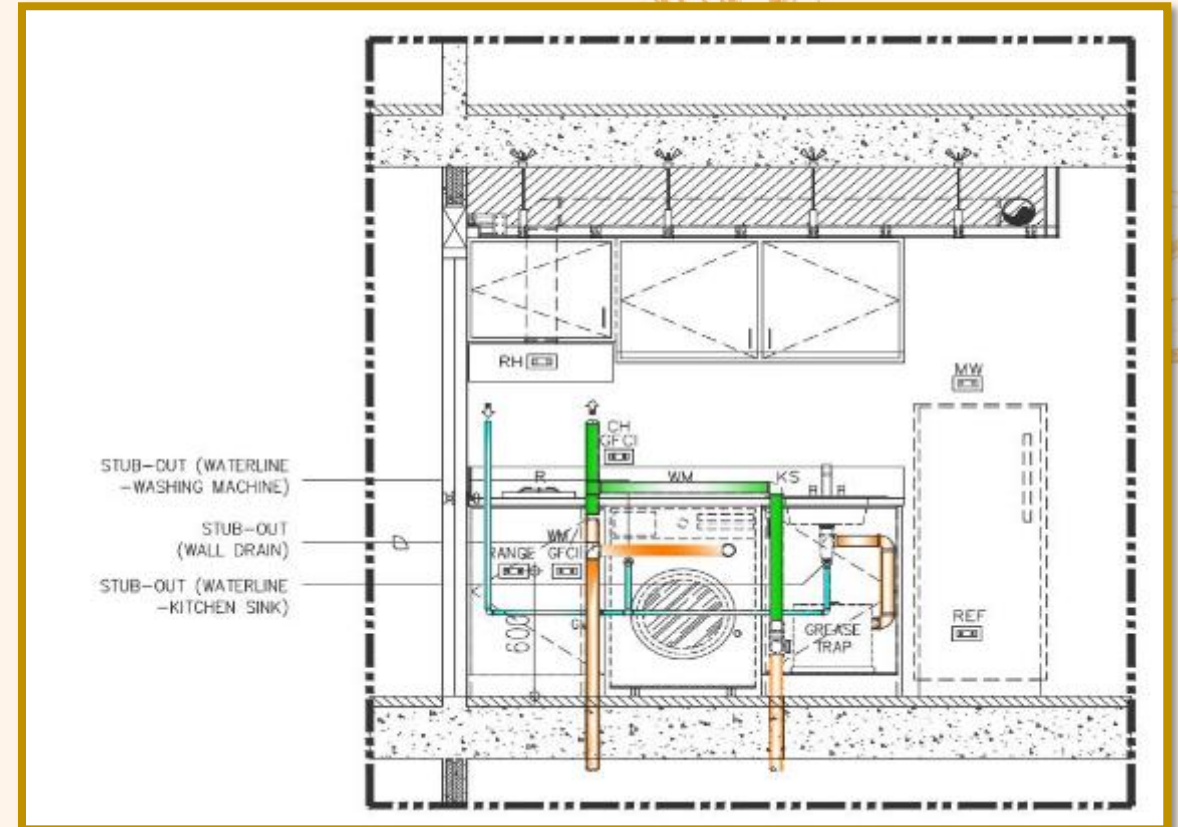 RH
MW
CH
GFCI
STUB-OUT (WATERLINE
-WASHING MACHINE)
R
WM
KS
STUB-OUT
(WALL DRAIN)
WM/
RANGE
GFCI
STUB-OUT (WATERLINE
-KITCHEN SINK)
600
GREASE
TRAP
REF